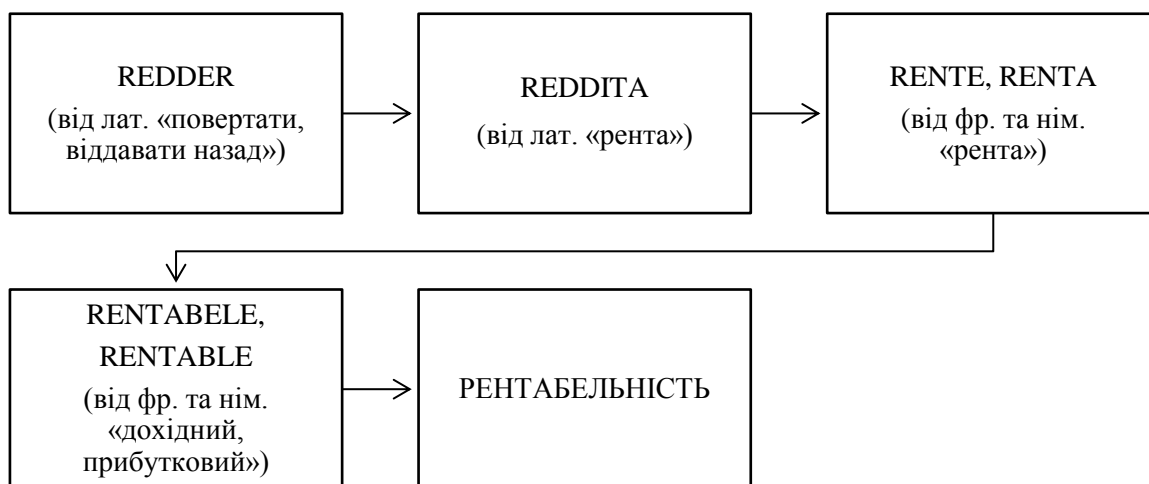 REDDER
(від лат. «повертати,
віддавати назад»)
REDDITA
(від лат. «рента»)
RENTE, RENTA
(від фр. та нім.
«рента»)
RENTABELE,
RENTABLE
(від фр. та нім.
«дохідний,
прибутковий»)
РЕНТАБЕЛЬНІСТЬ